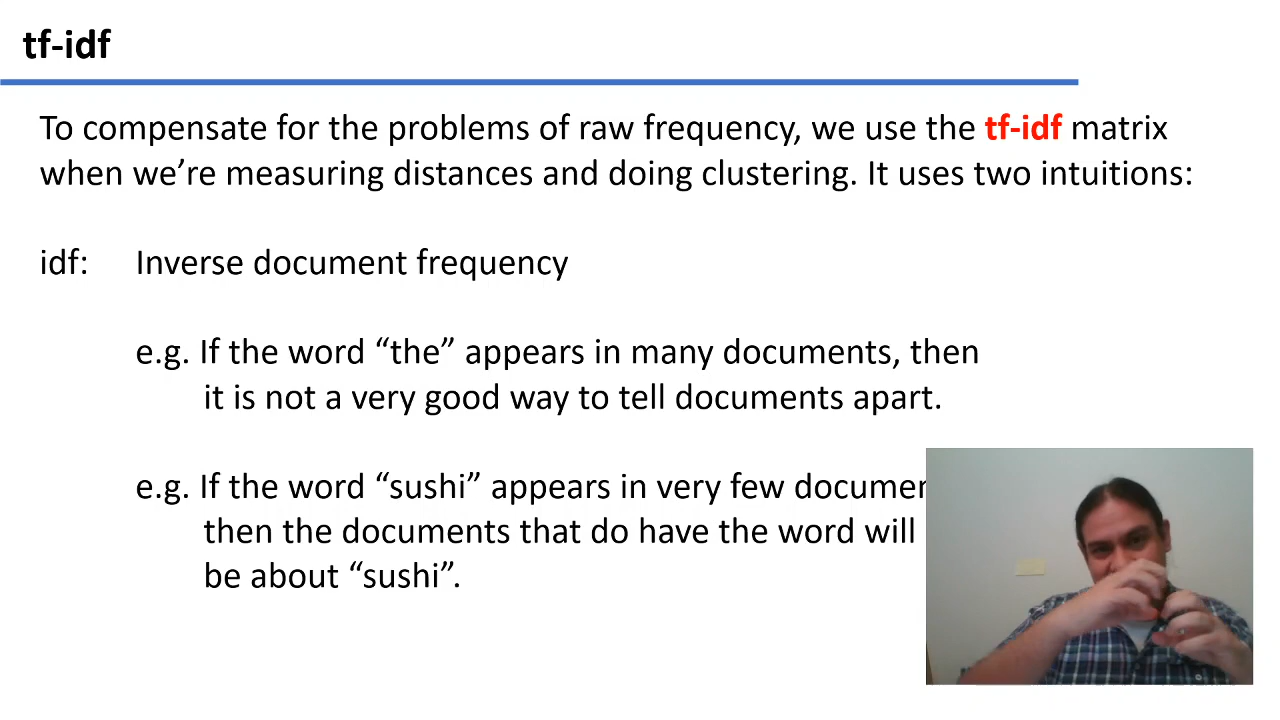 tf-idf
To compensate for the problems of raw frequency, we use the tf-idf matrix
when we’re measuring distances and doing clustering. It uses two intuitions:
idf: Inverse document frequency
e.g. If the word “the” appears in many documents, then
it is not a very good way to tell documents apart.
e.g. If the word “sushi” appears in very few
then the documents that do have the word will
be about “sushi”.